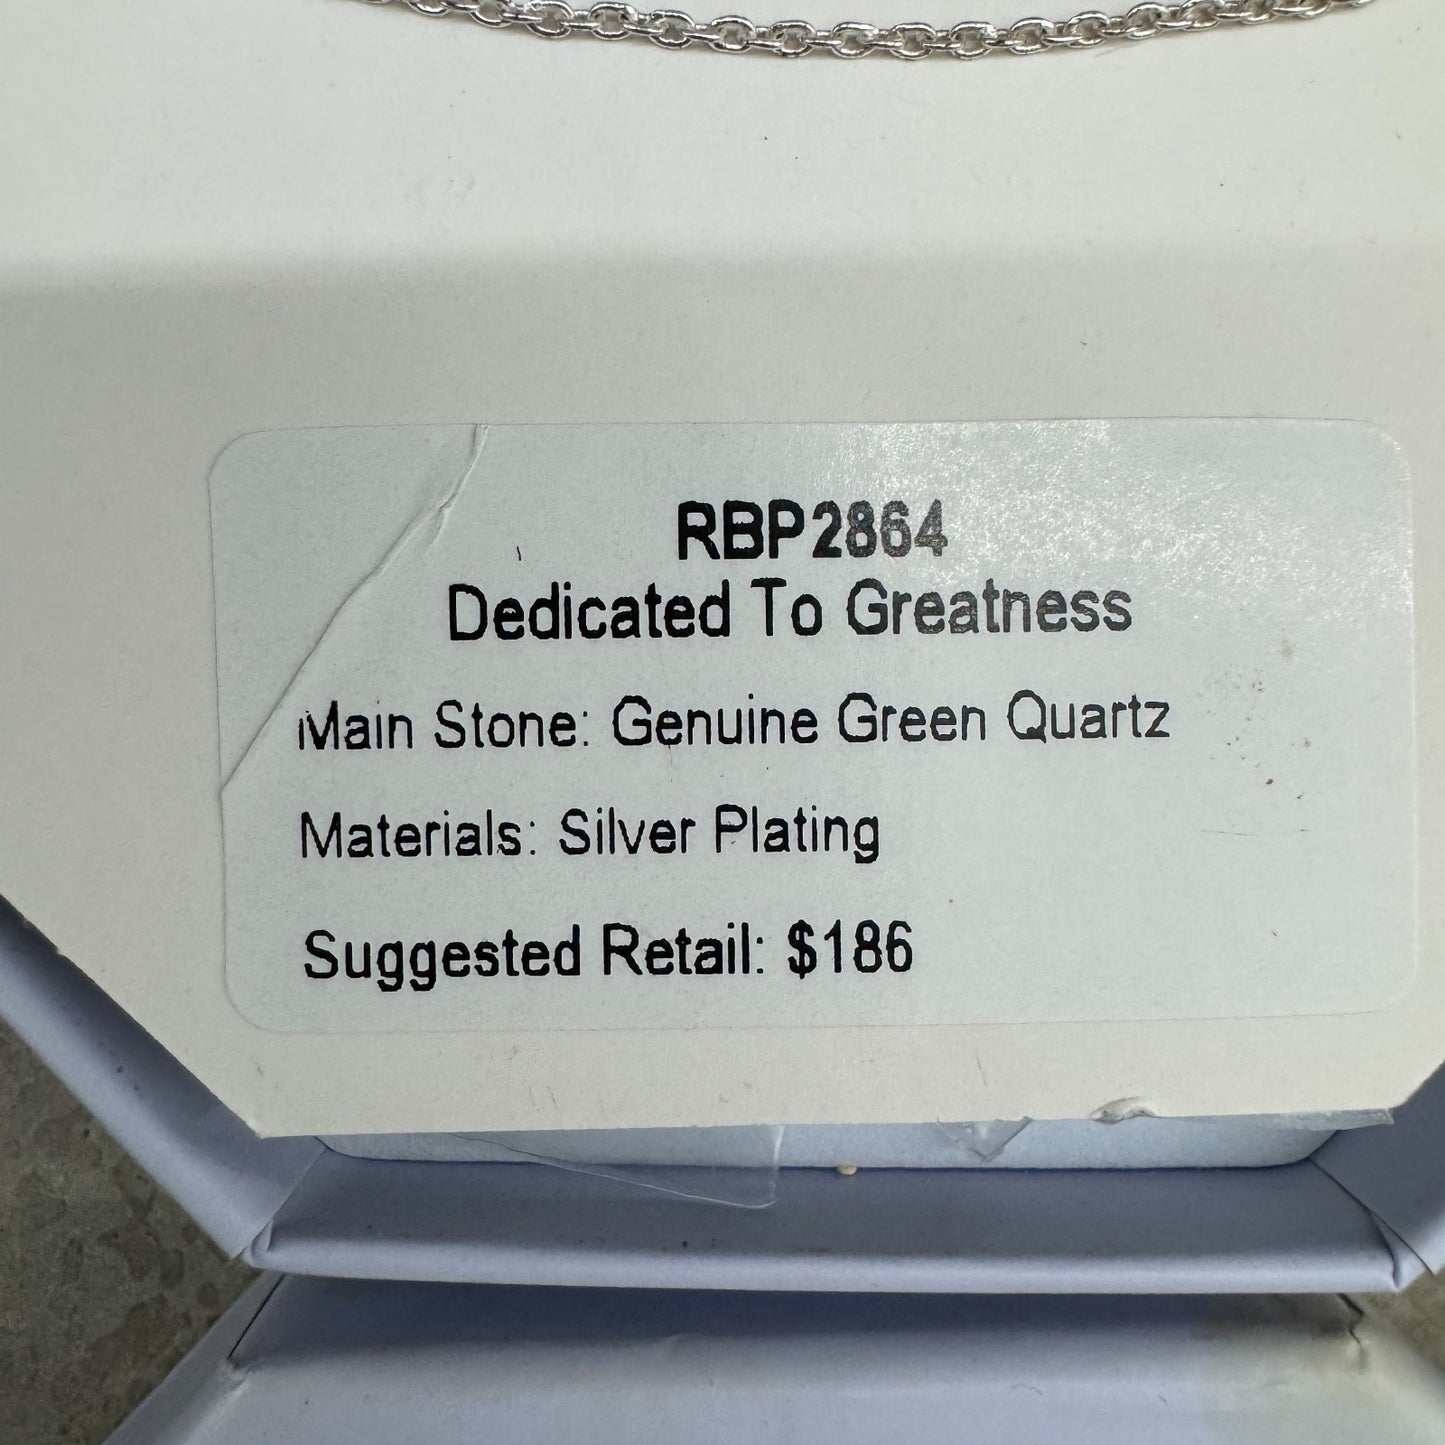 RBP2864
Dedicated To Greatness
Main Stone: Genuine Green Quartz
Materials: Silver Plating
Suggested Retail: $186